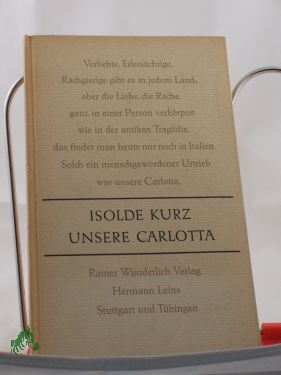 Verliebte, Eifersüchtige,
Rachgierige gibt es in jedem Land,
aber die Liebe, die Rache,
ganz in einer Person verkörpert
wie in der antiken Tragödie,
das findet man heute nur noch in Italien.
Solch ein menschgewordener Urtrieb
war unsere Carlotta.
ISOLDE KURZ
UNSERE CARLOTTA
Rainer Wunderlich Verlag
Hermann Leins
Stuttgart und Tübingen